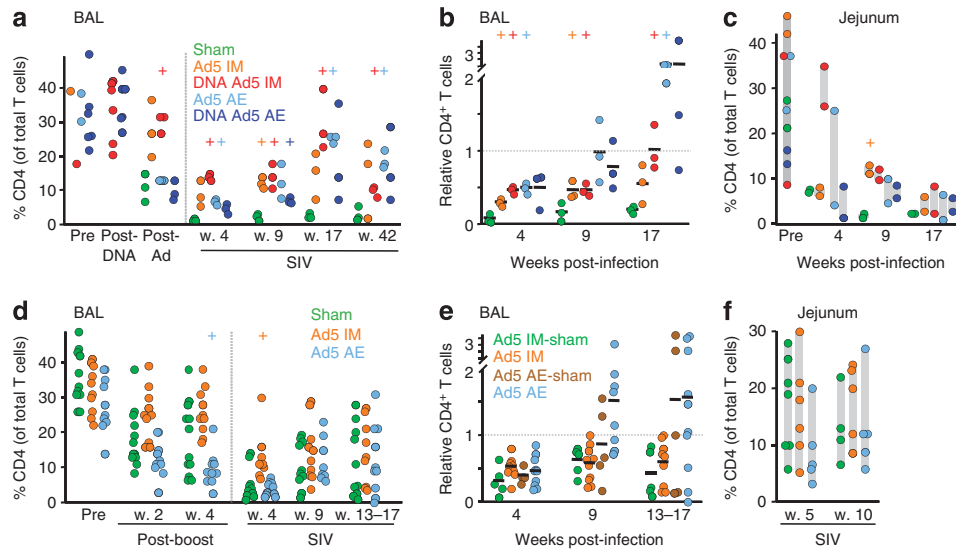 a BAL
% CD4 (of total T cells)
50
40
30
20
10
0
Sham
Ad5 IM
DNA Ad5 IM
Ad5 AE
DNA Ad5 AE
+
+ +
+ +
+ +
+ + +
Pre Post-DNA Post-Ad w. 4 w. 9 w. 17 w. 42
SIV
b BAL
Relative CD4+ T cells
3
2
2
1
0
+ + + + + + +
4 9 17
Weeks post-infection
c Jejunum
% CD4 (of total T cells)
45
30
15
0
+
Pre 4 9 17
Weeks post-infection
d BAL
% CD4 (of total T cells)
50
40
30
20
10
0
Sham
Ad5 IM
Ad5 AE
+ +
Pre w. 2 w. 4 w. 4 w. 9 w. 13–17
Post-boost SIV
e BAL
Relative CD4+ T cells
3
2
2
1
0
Ad5 IM-sham
Ad5 IM
Ad5 AE-sham
Ad5 AE
4 9 13–17
Weeks post-infection
f Jejunum
% CD4 (of total T cells)
30
20
10
0
w. 5 w. 10
SIV